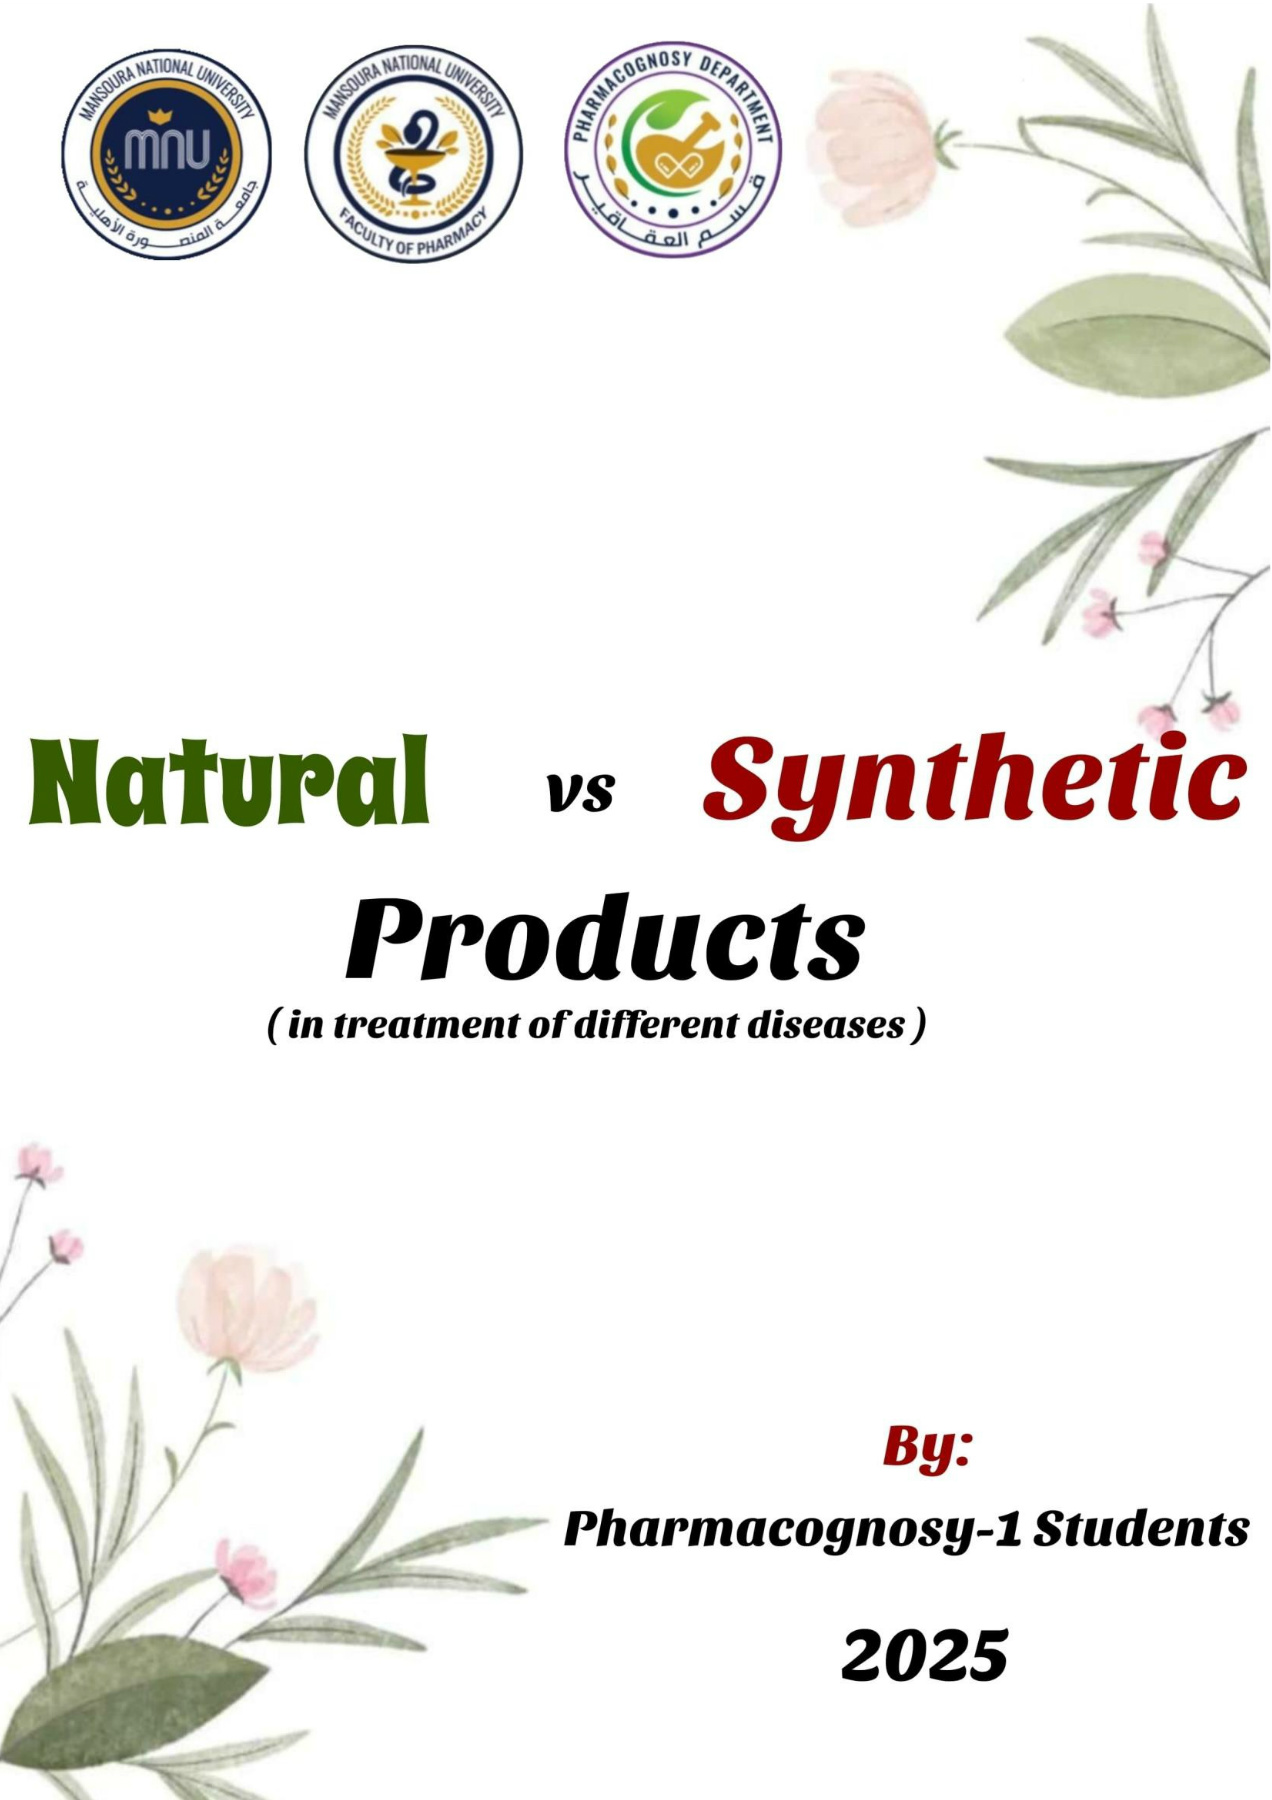 MANSOURA NATIONAL UNIVERSITY
mnu
جامعة المنصورة الأهلية
MANSOURA NATIONAL UNIVERSITY
FACULTY OF PHARMACY
PHARMACOGNOSY DEPARTMENT
قسم العقاقير
Natural vs Synthetic
Products
( in treatment of different diseases )
By:
Pharmacognosy-1 Students
2025